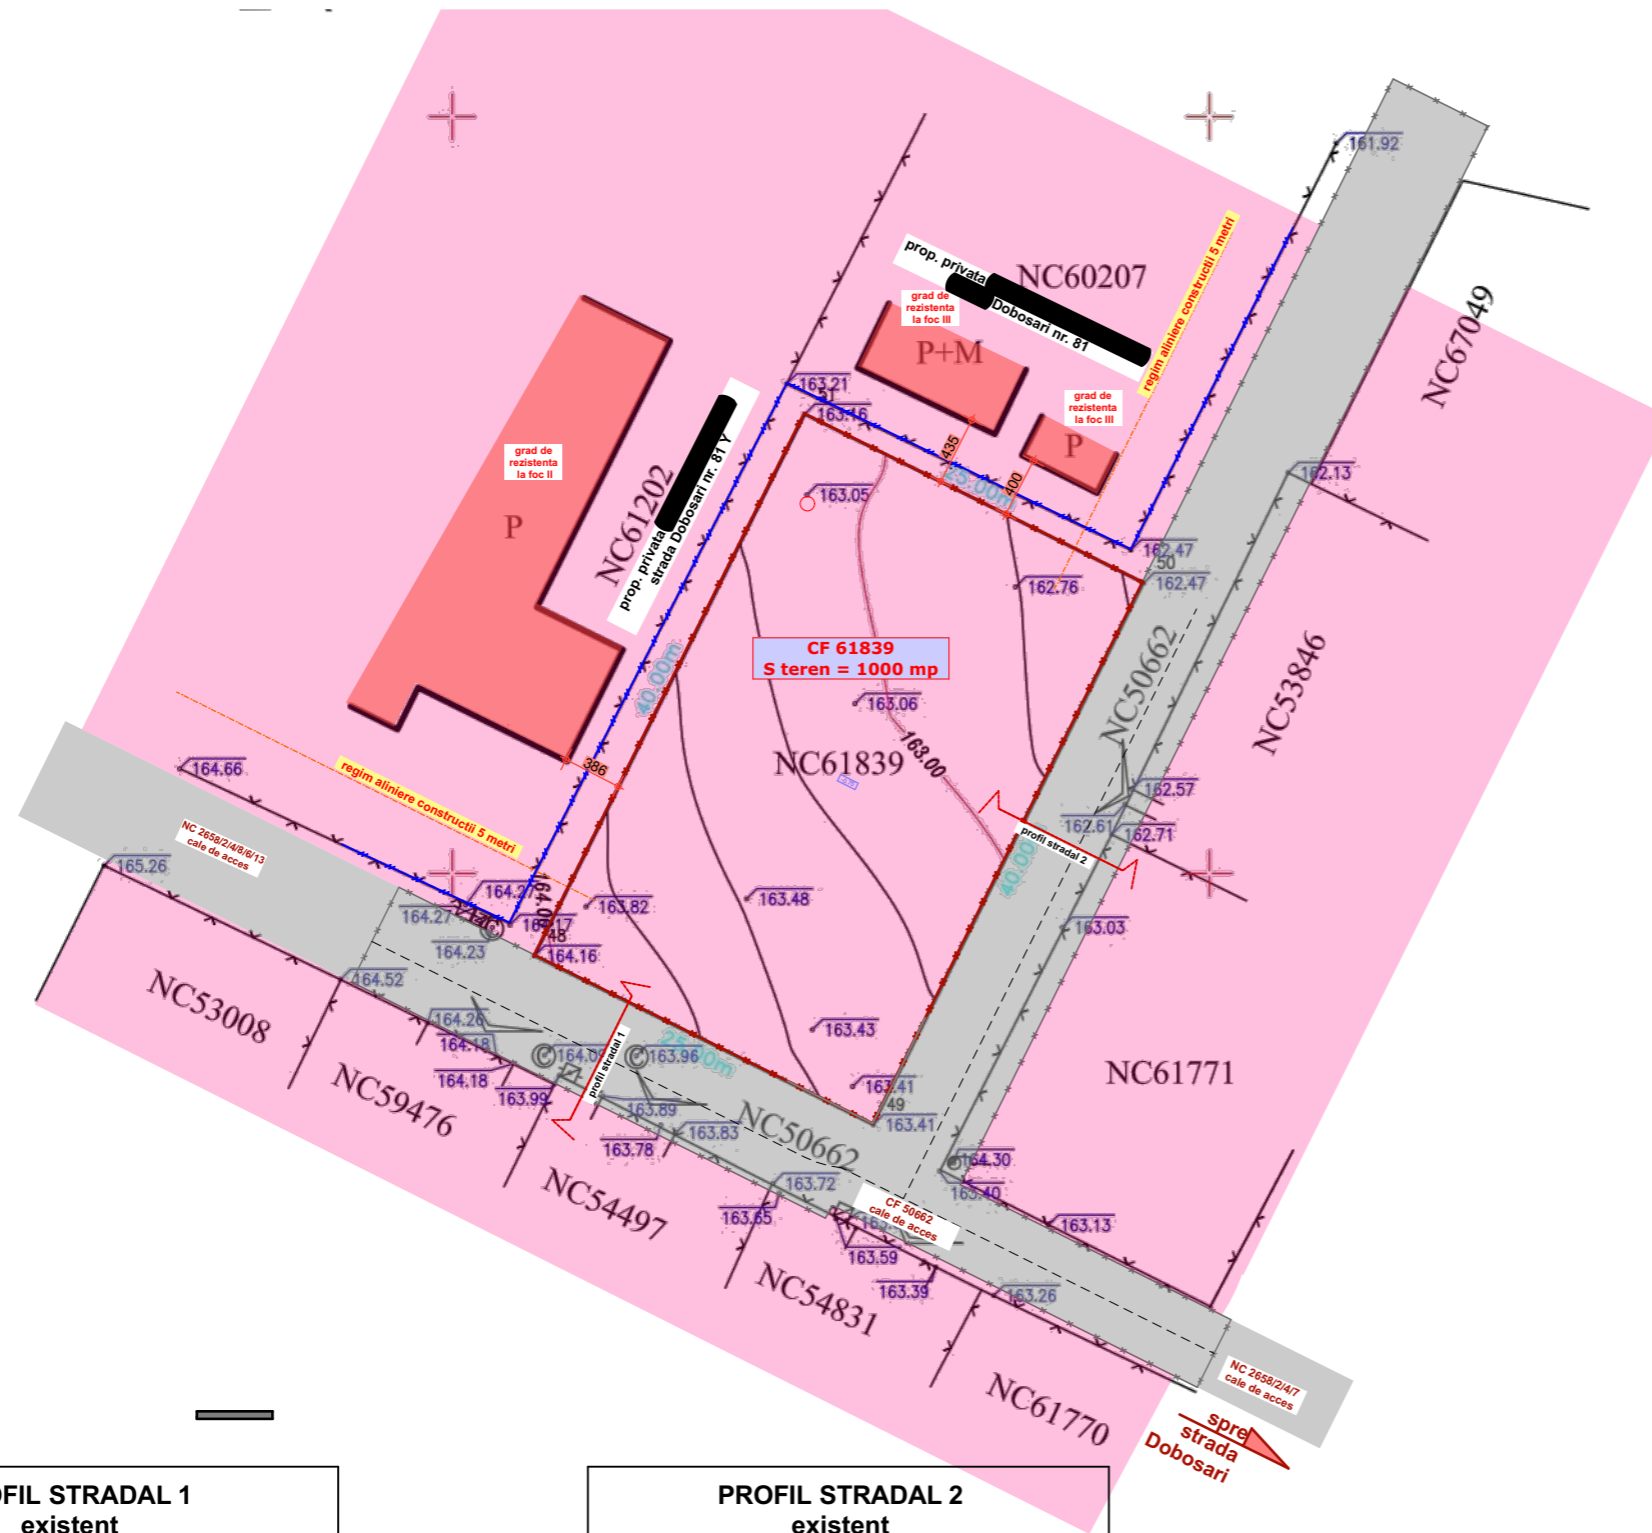 161.92
prop. privata
Dobosari nr. 81
NC60207
regim aliniere constructii 5 metri
NC67049
grad de
rezistenta
la foc III
P+M
163.21
51
163.16
grad de
rezistenta
la foc III
P
435
400
25.00m
grad de
rezistenta
la foc II
P
NC61202
prop. privata
strada Dobosari nr. 81 Y
163.05
162.13
162.47
50
162.47
162.76
40.00m
CF 61839
S teren = 1000 mp
NC50662
NC53846
163.06
163.00
NC61839
386
164.66
regim aliniere constructii 5 metri
162.57
162.61
162.71
profil stradal 2
40.00
NC 2658/2/4/8/6/13
cale de acces
165.26
164.27
164.27
163.82
163.48
163.03
164.23
48
164.16
164.52
163.43
NC53008
164.26
164.18
164.18
163.99
163.96
profil stradal 1
25.00m
163.41
49
163.41
NC61771
NC59476
163.89
163.83
163.78
NC50662
164.30
163.40
163.72
163.65
CF 50662
cale de acces
163.13
NC54497
163.59
163.39
163.26
NC54831
NC61770
NC 2658/2/4/7
cale de acces
spre
strada
Dobosari
FIL STRADAL 1
existent
PROFIL STRADAL 2
existent